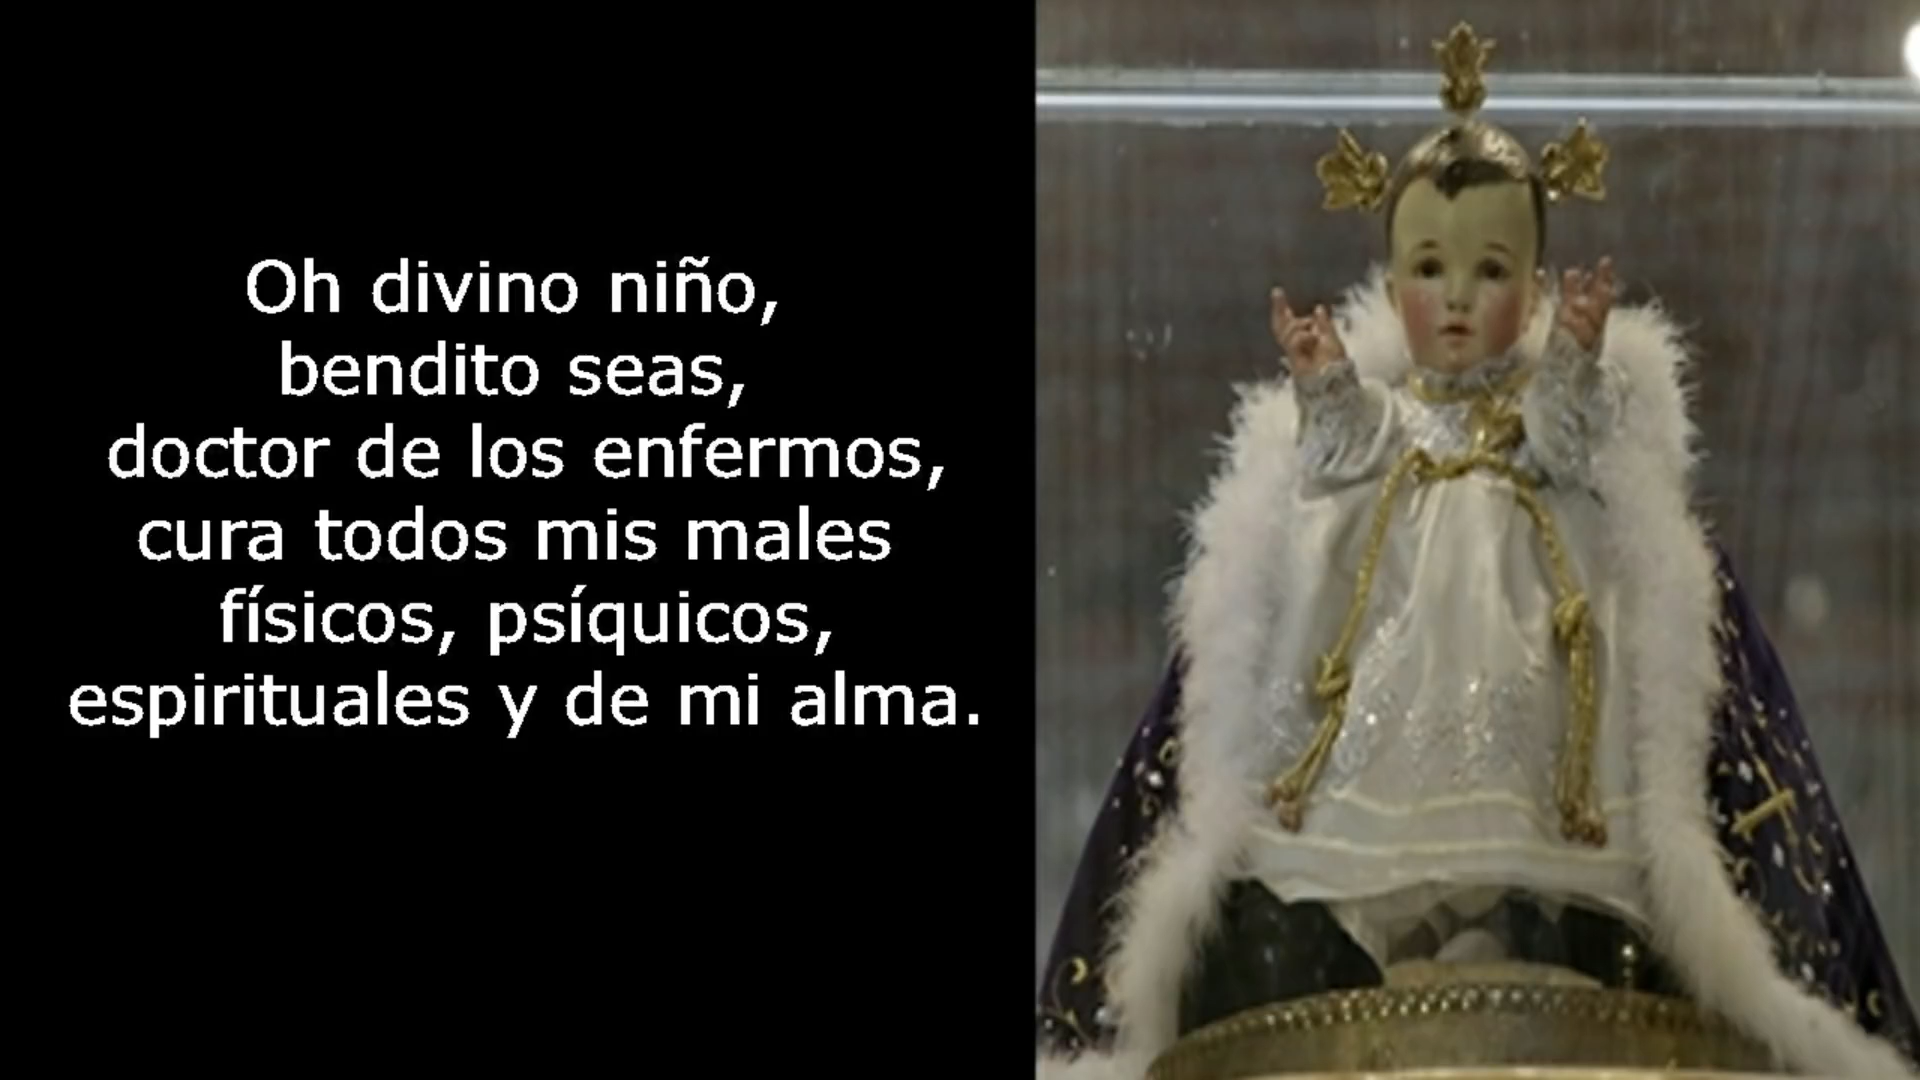 Oh divino niño,
bendito seas,
doctor de los enfermos,
cura todos mis males
físicos, psíquicos,
espirituales y de mi alma.